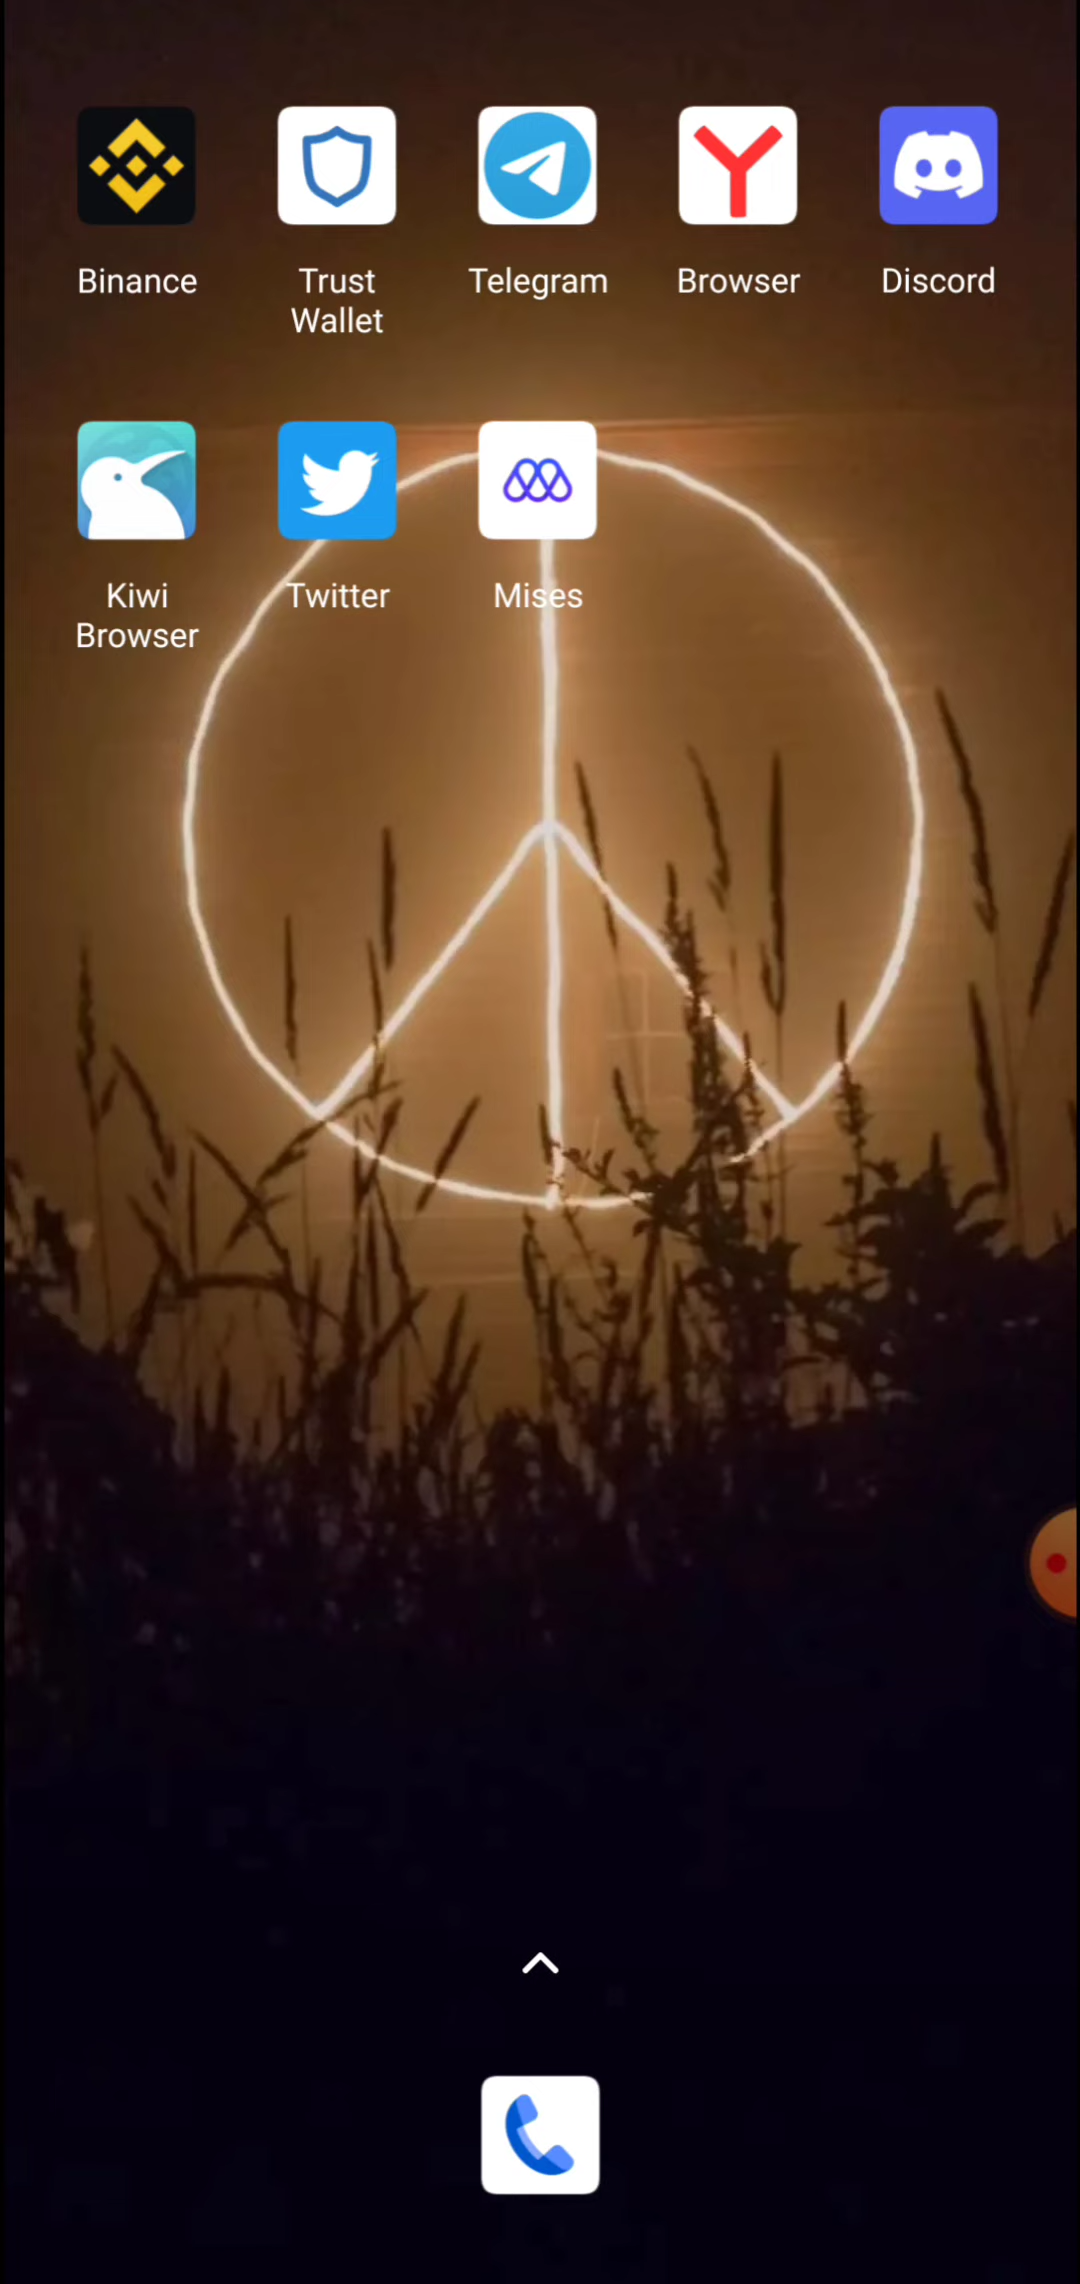 Binance
Trust
Wallet
Telegram
Browser
Discord
Kiwi
Browser
Twitter
Mises